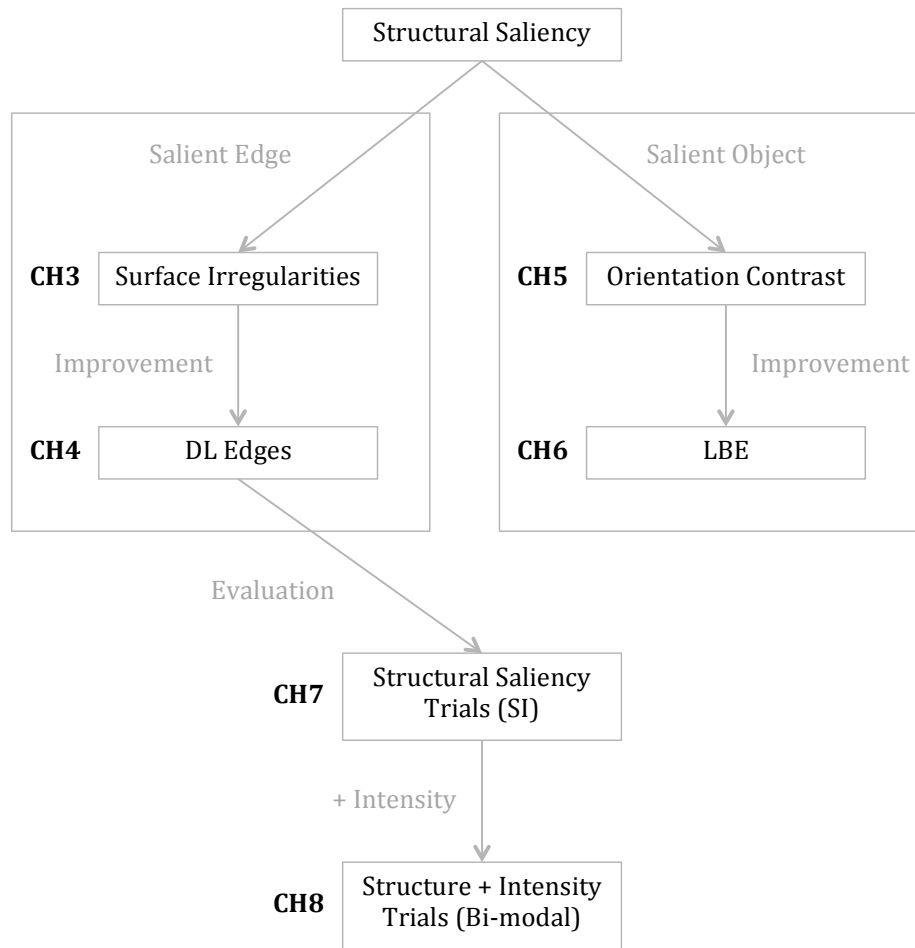 Structural Saliency
Salient Edge
Salient Object
CH3 Surface Irregularities
CH5 Orientation Contrast
Improvement
Improvement
CH4 DL Edges
CH6 LBE
Evaluation
CH7 Structural Saliency
Trials (SI)
+ Intensity
CH8 Structure + Intensity
Trials (Bi-modal)